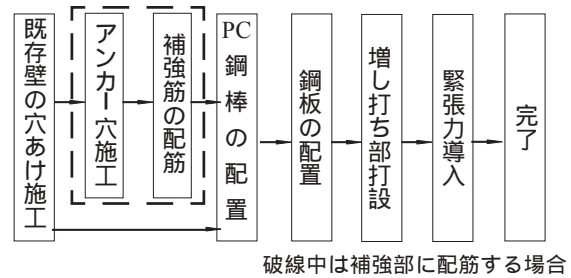 既存壁の穴あけ施工
アンカー穴施工
補強筋の配筋
PC鋼棒の配置
鋼板の配置
増し打ち部打設
緊張力導入
完了
破線中は補強部に配筋する場合